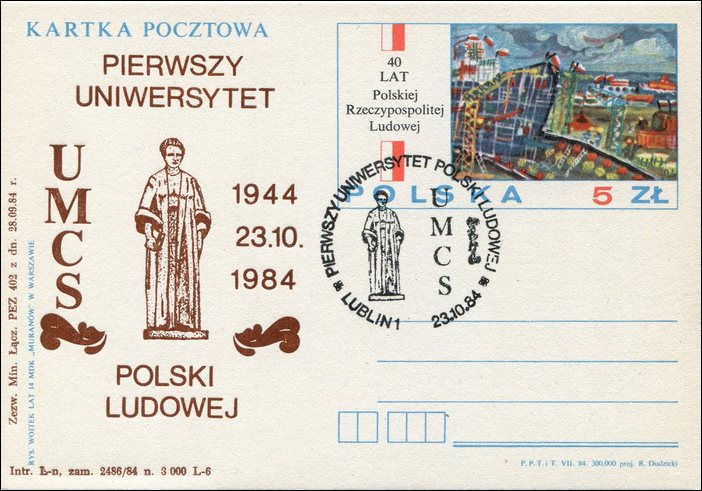 KARTKA POCZTOWA
PIERWSZY
UNIWERSYTET
UMCS
1944
23.10.
1984
POLSKI
LUDOWEJ
40
LAT
Polskiej
Rzeczypospolitej
Ludowej
POLSKA 5 ZŁ
PIERWSZY UNIWERSYTET POLSKI LUDOWEJ
UMCS
LUBLIN 1 23.10.84
Zezw. Min. Łącz. PEZ 402 z dn. 28.09.84 r.
RYS. WOJTEK LAT 14 MDK „MURANÓW" W WARSZAWIE
Intr. Ł-n, zam. 2486/84 n. 3 000 L-6
P.P.T. i T. VII. 84. 300.000 proj. R. Dudzicki